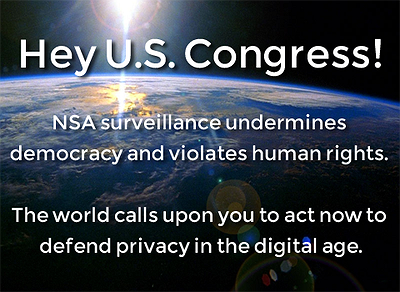 Hey U.S. Congress!
NSA surveillance undermines
democracy and violates human rights.
The world calls upon you to act now to
defend privacy in the digital age.